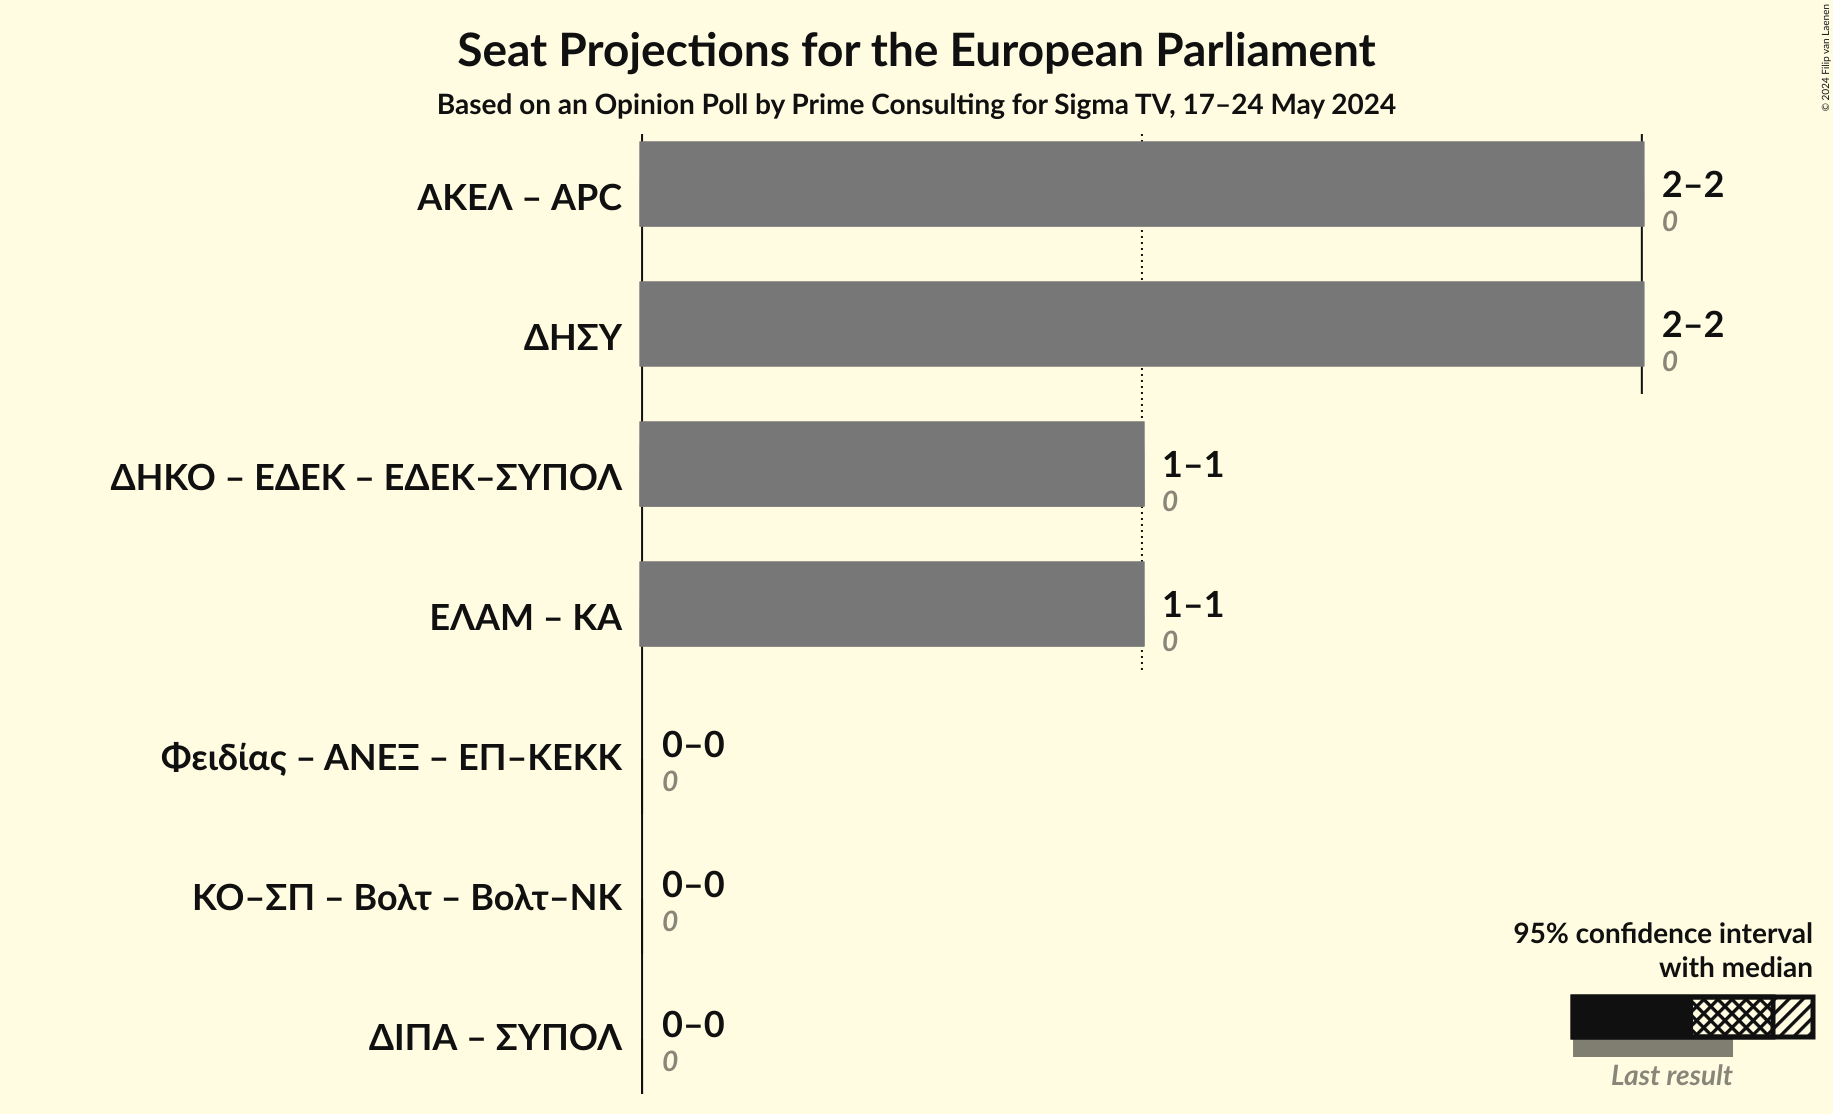 Seat Projections for the European Parliament
Based on an Opinion Poll by Prime Consulting for Sigma TV, 17–24 May 2024
© 2024 Filip van Laenen
ΑΚΕΛ – APC
2–2
0
ΔΗΣΥ
2–2
0
ΔΗΚΟ – ΕΔΕΚ – ΕΔΕΚ–ΣΥΠΟΛ
1–1
0
ΕΛΑΜ – ΚΑ
1–1
0
Φειδίας – ΑΝΕΞ – ΕΠ–ΚΕΚΚ
0–0
0
ΚΟ–ΣΠ – Βολτ – Βολτ–ΝΚ
0–0
0
ΔΙΠΑ – ΣΥΠΟΛ
0–0
0
95% confidence interval
with median
Last result